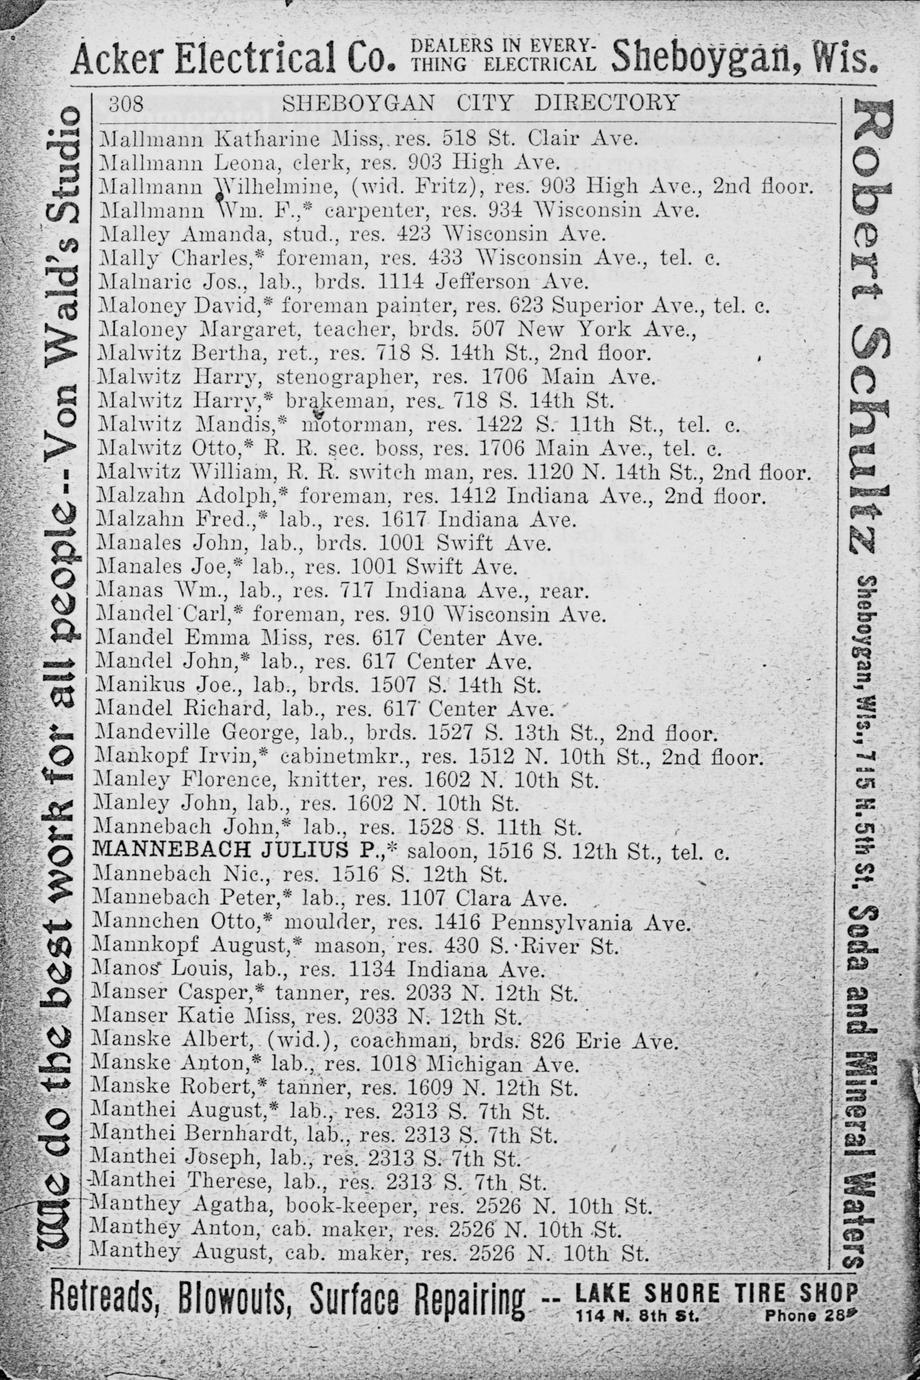 Acker Electrical Co. DEALERS IN EVERY-THING ELECTRICAL Sheboygan, Wis.
308 SHEBOYGAN CITY DIRECTORY
Mallmann Katharine Miss, res. 518 St. Clair Ave.
Mallmann Leona, clerk, res. 903 High Ave.
Mallmann Wilhelmine, (wid. Fritz), res. 903 High Ave., 2nd floor.
Mallmann Wm. F.,* carpenter, res. 934 Wisconsin Ave.
Malley Amanda, stud., res. 423 Wisconsin Ave.
Mally Charles,* foreman, res. 433 Wisconsin Ave., tel. c.
Malnaric Jos., lab., brds. 1114 Jefferson Ave.
Maloney David,* foreman painter, res. 623 Superior Ave., tel. c.
Maloney Margaret, teacher, brds. 507 New York Ave.,
Malwitz Bertha, ret., res. 718 S. 14th St., 2nd floor.
Malwitz Harry, stenographer, res. 1706 Main Ave.
Malwitz Harry,* brakeman, res. 718 S. 14th St.
Malwitz Mandis,* motorman, res. 1422 S. 11th St., tel. c.
Malwitz Otto,* R. R. sec. boss, res. 1706 Main Ave., tel. c.
Malwitz William, R. R. switch man, res. 1120 N. 14th St., 2nd floor.
Malzahn Adolph,* foreman, res. 1412 Indiana Ave., 2nd floor.
Malzahn Fred.,* lab., res. 1617 Indiana Ave.
Manales John, lab., brds. 1001 Swift Ave.
Manales Joe,* lab., res. 1001 Swift Ave.
Manas Wm., lab., res. 717 Indiana Ave., rear.
Mandel Carl,* foreman, res. 910 Wisconsin Ave.
Mandel Emma Miss, res. 617 Center Ave.
Mandel John,* lab., res. 617 Center Ave.
Manikus Joe., lab., brds. 1507 S. 14th St.
Mandel Richard, lab., res. 617 Center Ave.
Mandeville George, lab., brds. 1527 S. 13th St., 2nd floor.
Mankopf Irvin,* cabinetmkr., res. 1512 N. 10th St., 2nd floor.
Manley Florence, knitter, res. 1602 N. 10th St.
Manley John, lab., res. 1602 N. 10th St.
Mannebach John,* lab., res. 1528 S. 11th St.
MANNEBACH JULIUS P.,* saloon, 1516 S. 12th St., tel. c.
Mannebach Nic., res. 1516 S. 12th St.
Mannebach Peter,* lab., res. 1107 Clara Ave.
Mannchen Otto,* moulder, res. 1416 Pennsylvania Ave.
Mannkopf August,* mason, res. 430 S. River St.
Manos Louis, lab., res. 1134 Indiana Ave.
Manser Casper,* tanner, res. 2033 N. 12th St.
Manser Katie Miss, res. 2033 N. 12th St.
Manske Albert, (wid.), coachman, brds. 826 Erie Ave.
Manske Anton,* lab., res. 1018 Michigan Ave.
Manske Robert,* tanner, res. 1609 N. 12th St.
Manthei August,* lab., res. 2313 S. 7th St.
Manthei Bernhardt, lab., res. 2313 S. 7th St.
Manthei Joseph, lab., res. 2313 S. 7th St.
Manthei Therese, lab., res. 2313 S. 7th St.
Manthey Agatha, book-keeper, res. 2526 N. 10th St.
Manthey Anton, cab. maker, res. 2526 N. 10th St.
Manthey August, cab. maker, res. 2526 N. 10th St.
We do the best work for all people--Von Wald's Studio
Robert Schultz Sheboygan, Wis., 715 N. 5th St. Soda and Mineral Waters
Retreads, Blowouts, Surface Repairing -- LAKE SHORE TIRE SHOP
114 N. 8th St. Phone